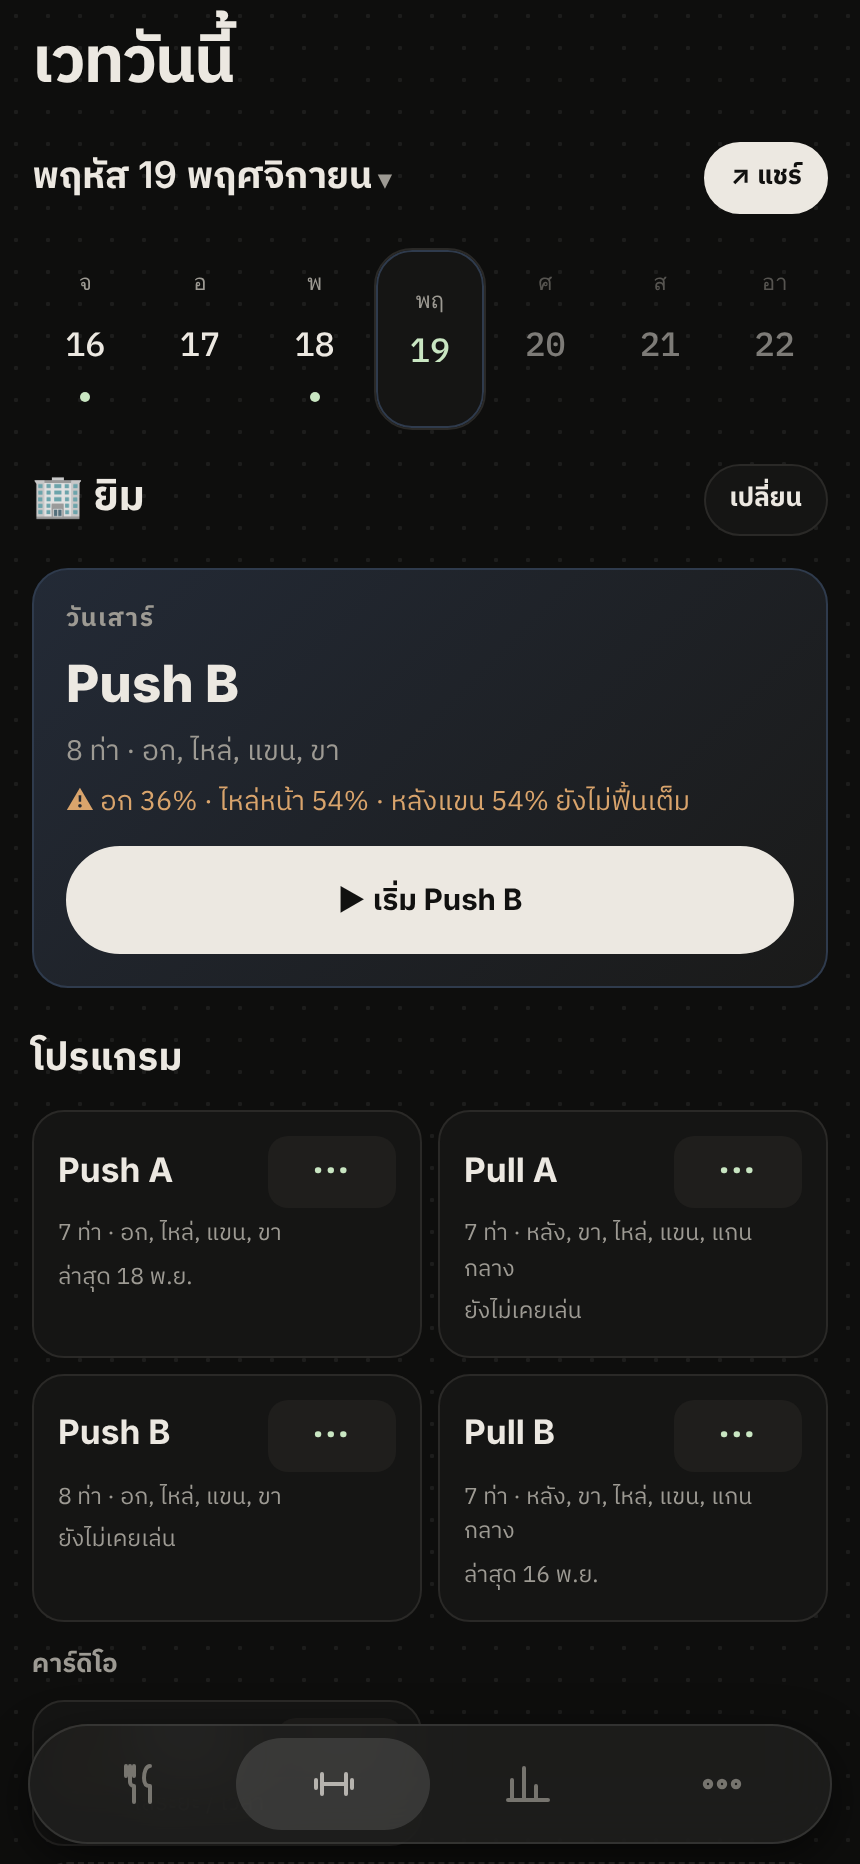 เวทวันนี้
พฤหัส 19 พฤศจิกายน ▾
↗ แชร์
จ อ พ พฤ ศ ส อา
16 17 18 19 20 21 22
🏢 ยิม
เปลี่ยน
วันเสาร์
Push B
8 ท่า · อก, ไหล่, แขน, ขา
⚠ อก 36% · ไหล่หน้า 54% · หลังแขน 54% ยังไม่ฟื้นเต็ม
▶ เริ่ม Push B
โปรแกรม
Push A
7 ท่า · อก, ไหล่, แขน, ขา
ล่าสุด 18 พ.ย.
Pull A
7 ท่า · หลัง, ขา, ไหล่, แขน, แกน
กลาง
ยังไม่เคยเล่น
Push B
8 ท่า · อก, ไหล่, แขน, ขา
ยังไม่เคยเล่น
Pull B
7 ท่า · หลัง, ขา, ไหล่, แขน, แกน
กลาง
ล่าสุด 16 พ.ย.
คาร์ดิโอ